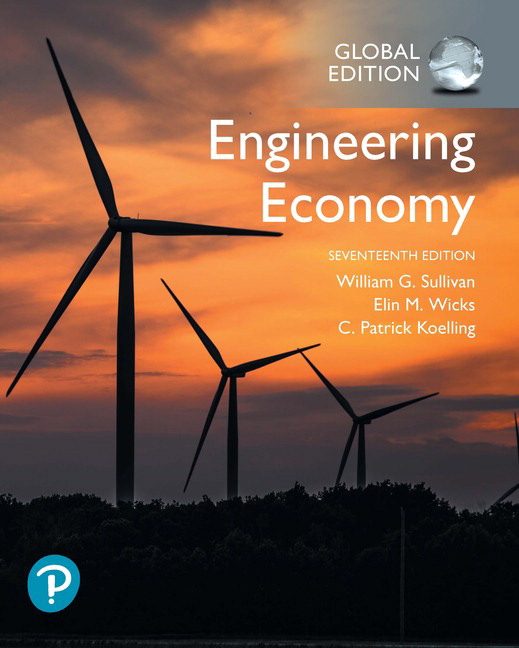 GLOBAL
EDITION
Engineering
Economy
SEVENTEENTH EDITION
William G. Sullivan
Elin M. Wicks
C. Patrick Koelling
P